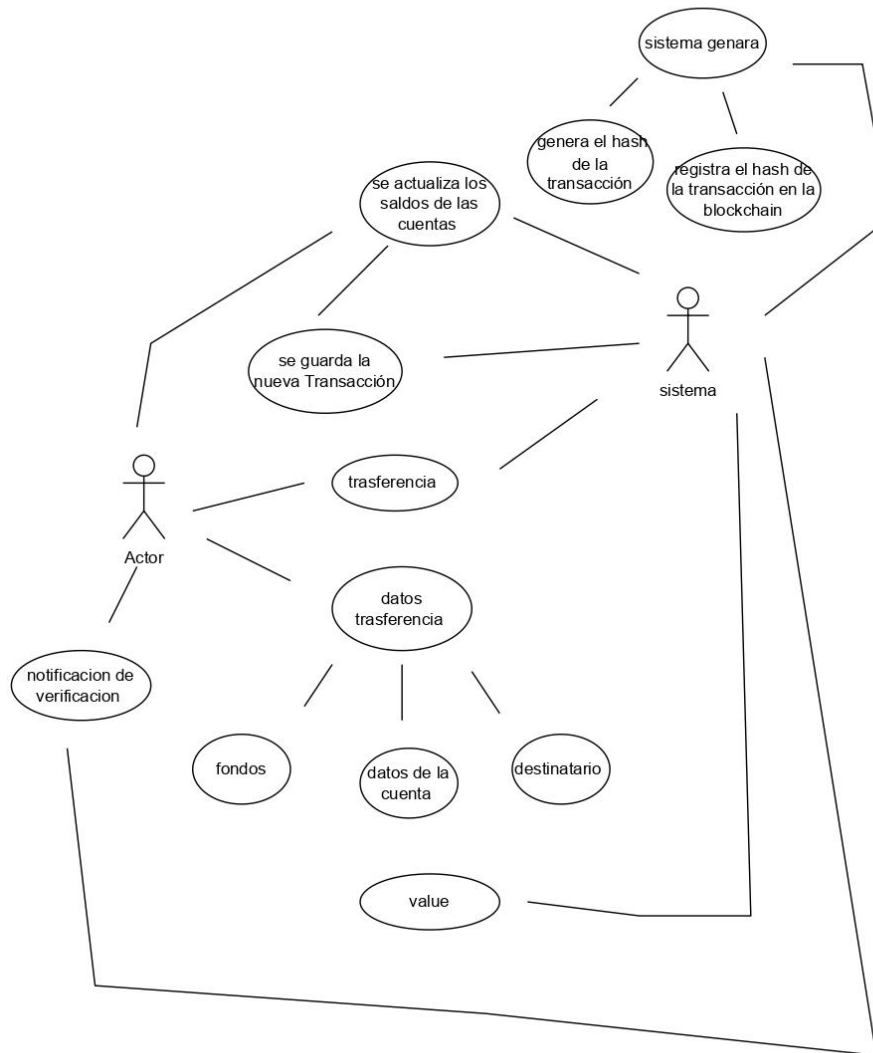 sistema genara
genera el hash
de la
transacción
registra el hash de
la transacción en la
blockchain
se actualiza los
saldos de las
cuentas
se guarda la
nueva Transacción
sistema
trasferencia
Actor
datos
trasferencia
notificacion de
verificacion
fondos
datos de la
cuenta
destinatario
value